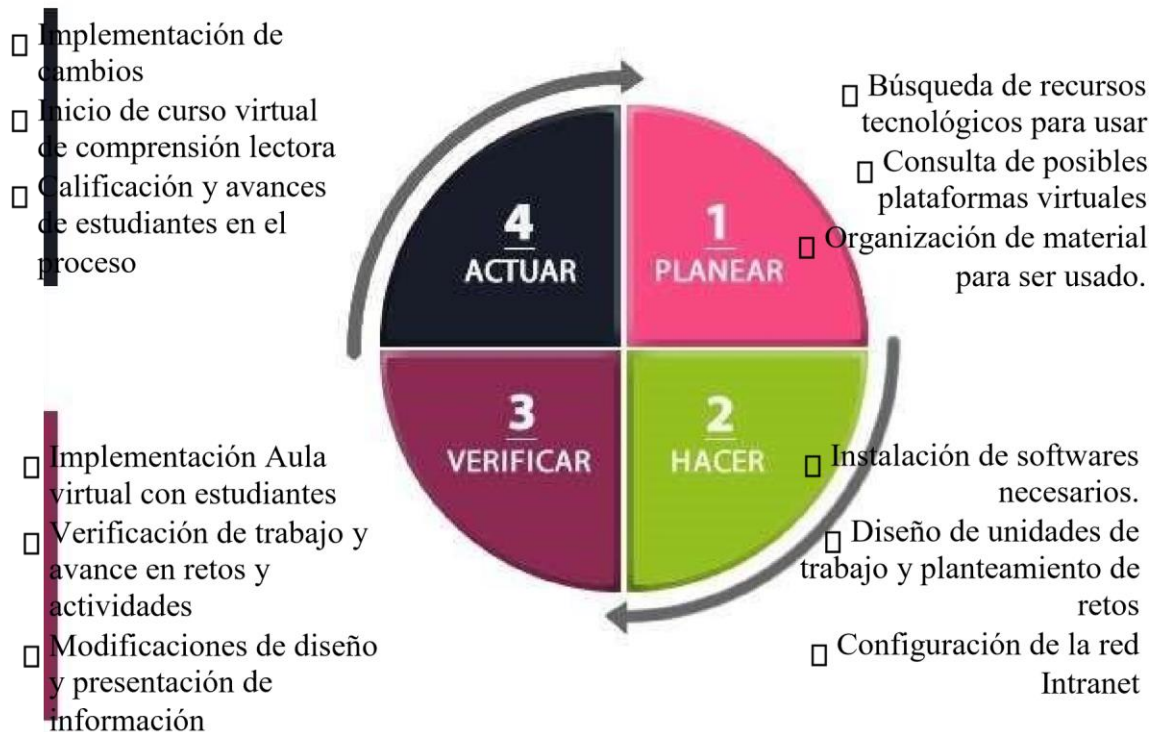 Implementación de
cambios
Inicio de curso virtual
de comprensión lectora
Calificación y avances
de estudiantes en el
proceso
4
ACTUAR
1
PLANEAR
Búsqueda de recursos
tecnológicos para usar
Consulta de posibles
plataformas virtuales
Organización de material
para ser usado.
Implementación Aula
virtual con estudiantes
Verificación de trabajo y
avance en retos y
actividades
Modificaciones de diseño
y presentación de
información
3
VERIFICAR
2
HACER
Instalación de softwares
necesarios.
Diseño de unidades de
trabajo y planteamiento de
retos
Configuración de la red
Intranet